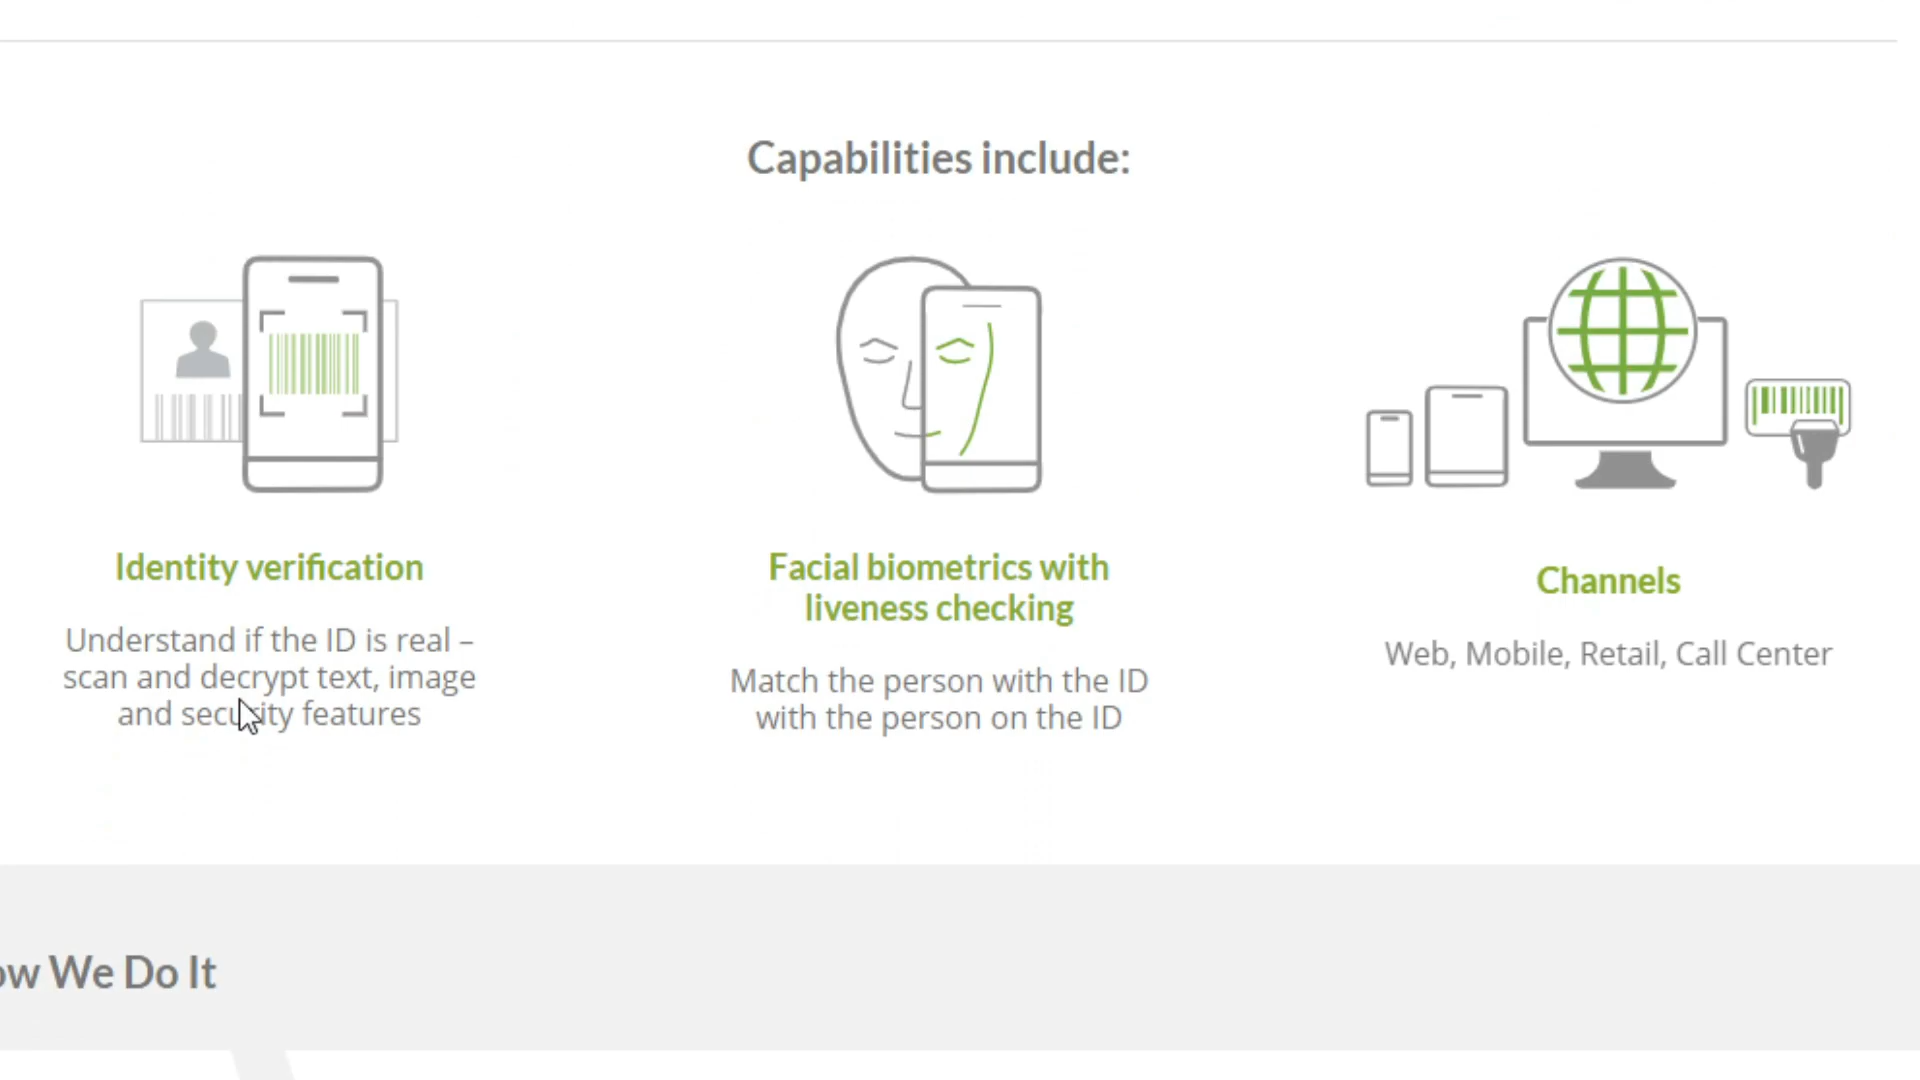 Capabilities include:
Identity verification
Understand if the ID is real –
scan and decrypt text, image
and security features
Facial biometrics with
liveness checking
Match the person with the ID
with the person on the ID
Channels
Web, Mobile, Retail, Call Center
ow We Do It